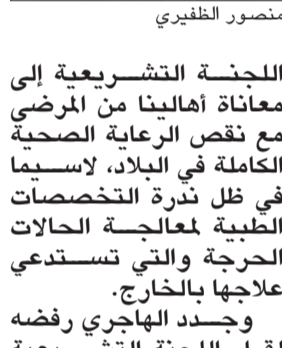 منصور الظفيري
اللجنة التشريعية إلى
معاناة أهالينا من المرضي
مع نقص الرعاية الصحية
الكاملة في البلاد، لاسيما
في ظل ندرة التخصصات
الطبية لمعالجة الحالات
الحرجة والتي تستدعي
علاجها بالخارج.
وجدد الهاجري رفضه